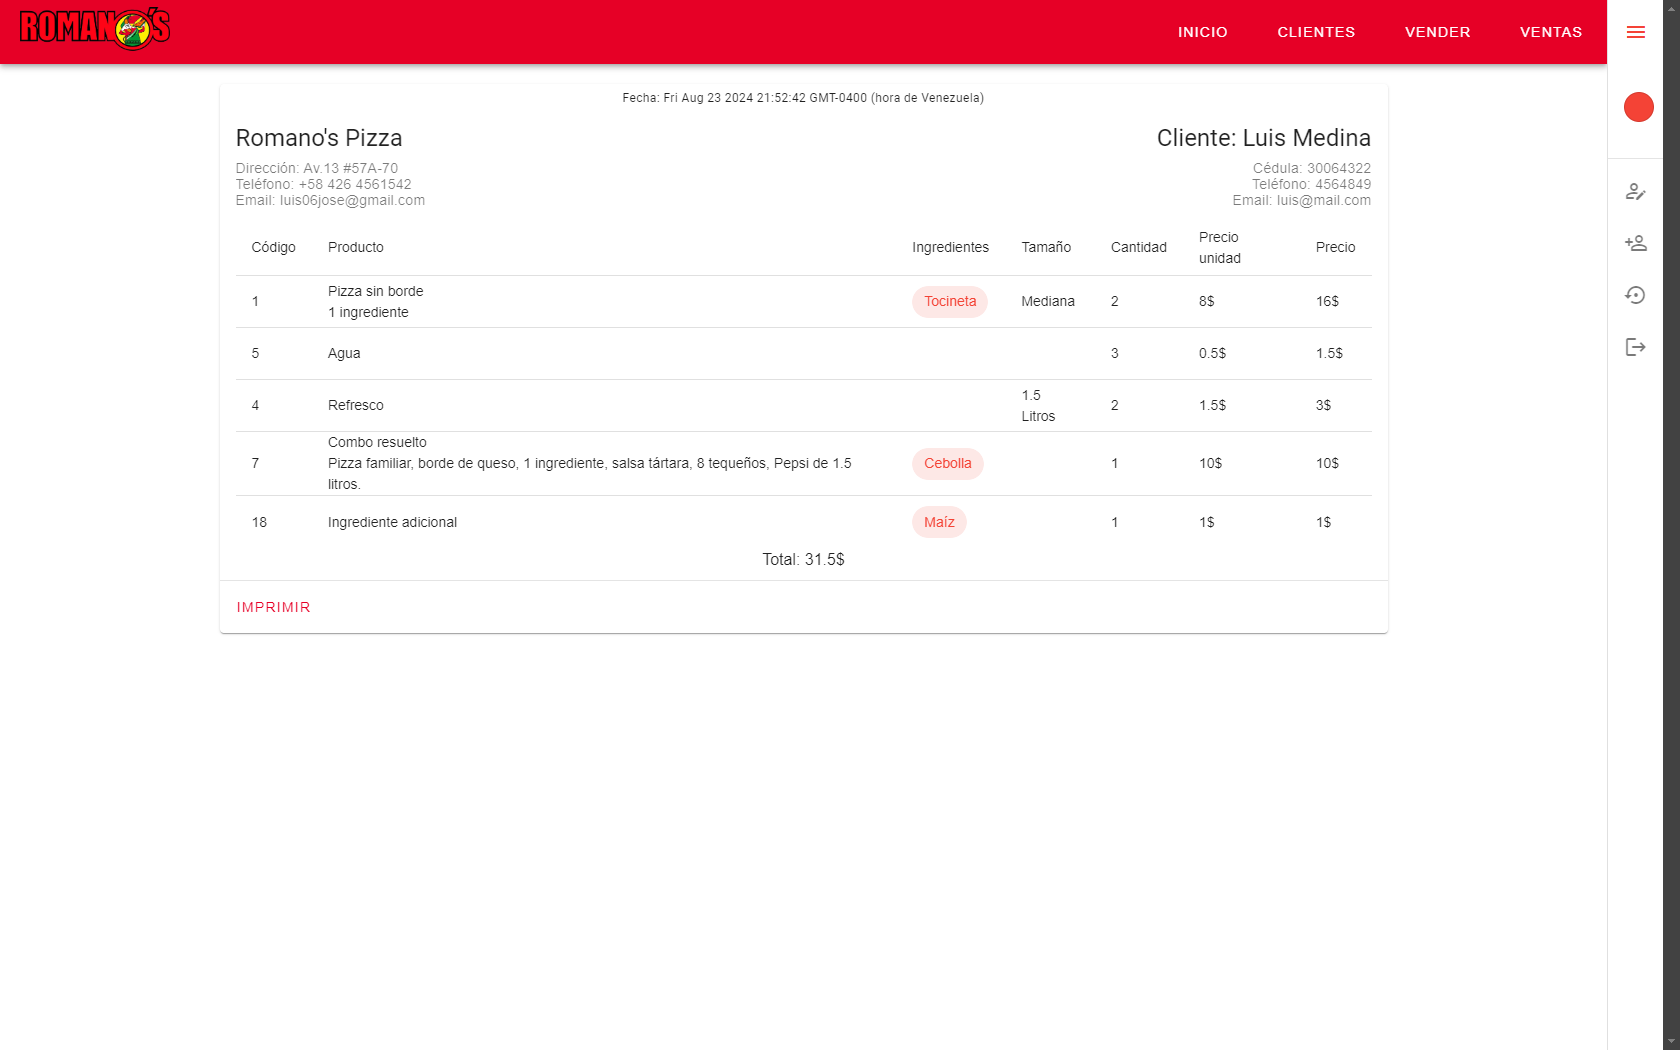 ROMANO'S
INICIO CLIENTES VENDER VENTAS
Fecha: Fri Aug 23 2024 21:52:42 GMT-0400 (hora de Venezuela)
Romano's Pizza
Dirección: Av.13 #57A-70
Teléfono: +58 426 4561542
Email: luis06jose@gmail.com
Cliente: Luis Medina
Cédula: 30064322
Teléfono: 4564849
Email: luis@mail.com
Código Producto Ingredientes Tamaño Cantidad Precio unidad Precio
1 Pizza sin borde
1 ingrediente Tocineta Mediana 2 8$ 16$
5 Agua 3 0.5$ 1.5$
4 Refresco 1.5 Litros 2 1.5$ 3$
Combo resuelto
7 Pizza familiar, borde de queso, 1 ingrediente, salsa tártara, 8 tequeños, Pepsi de 1.5
litros. Cebolla 1 10$ 10$
18 Ingrediente adicional Maíz 1 1$ 1$
Total: 31.5$
IMPRIMIR